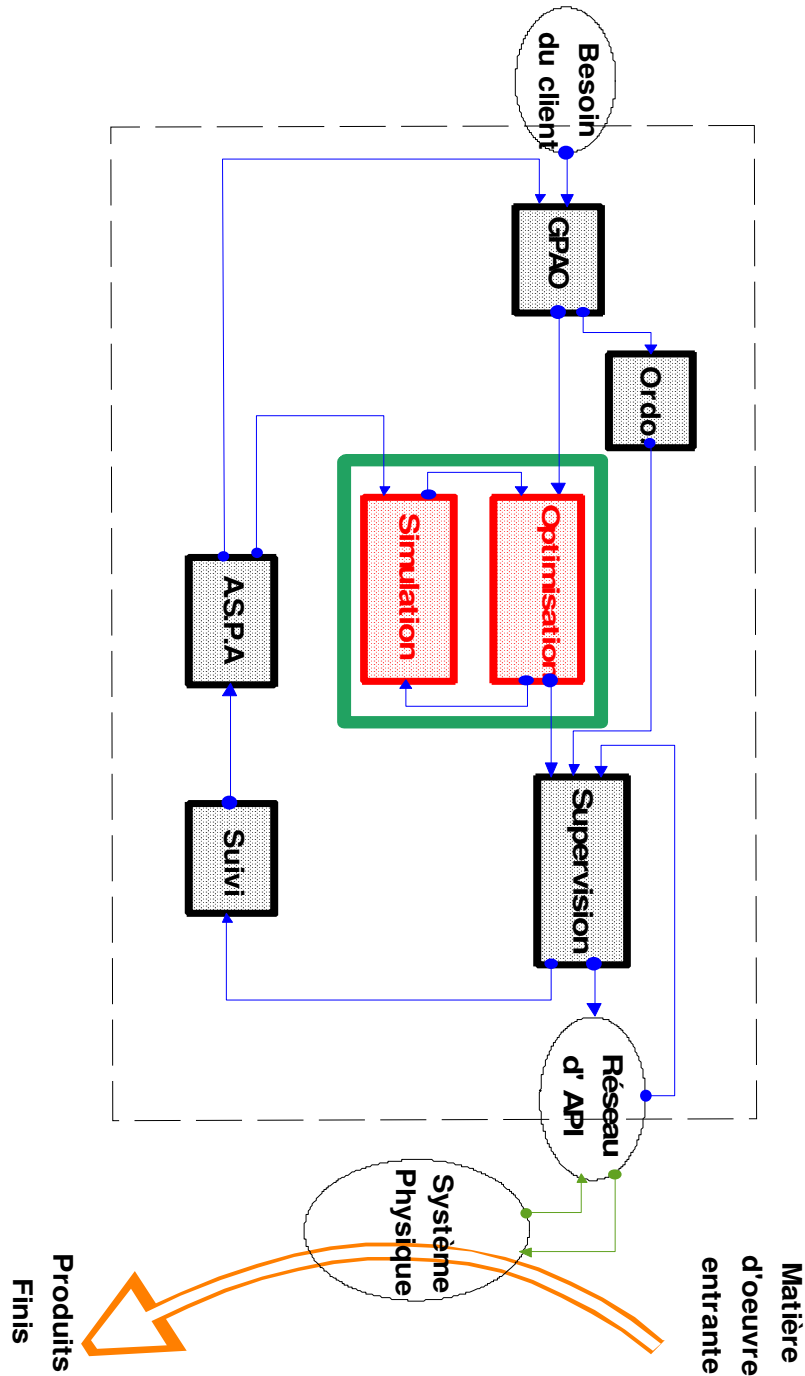 Besoin
du client
GPAO
Ordo.
Optimisation
Simulation
A.S.P.A
Suivi
Supervision
Réseau
d' API
Système
Physique
Matière
d'oeuvre
entrante
Produits
Finis